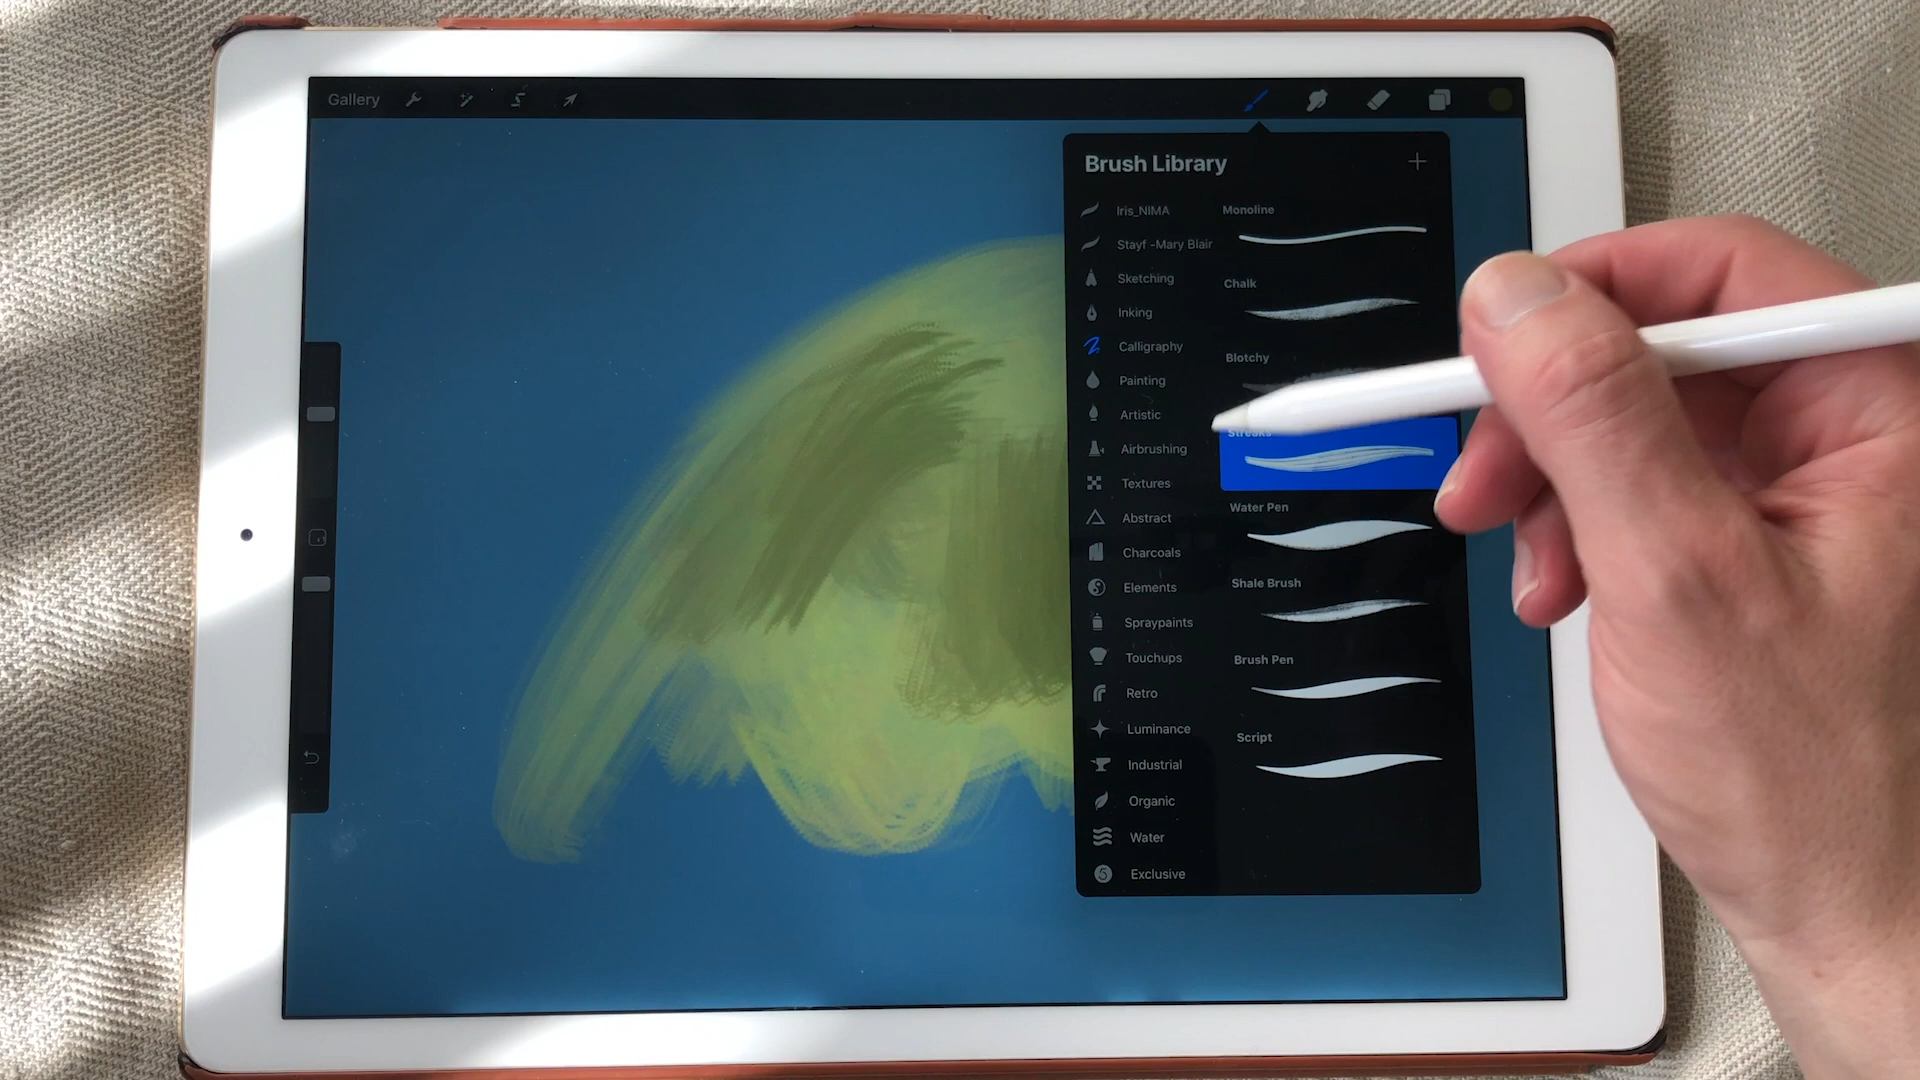 Gallery
Brush Library
Iris_NIMA
Stayf -Mary Blair
Sketching
Inking
Calligraphy
Painting
Artistic
Airbrushing
Textures
Abstract
Charcoals
Elements
Spraypaints
Touchups
Retro
Luminance
Industrial
Organic
Water
Exclusive
Monoline
Chalk
Blotchy
Streaks
Water Pen
Shale Brush
Brush Pen
Script